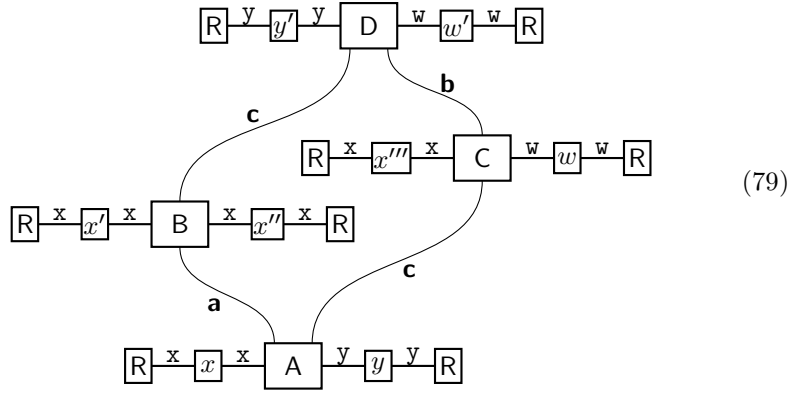 R y y′ y D w w′ w R
c b
R x x‴ x C w w w R
(79)
R x x′ x B x x″ x R
a c
R x x x A y y y R